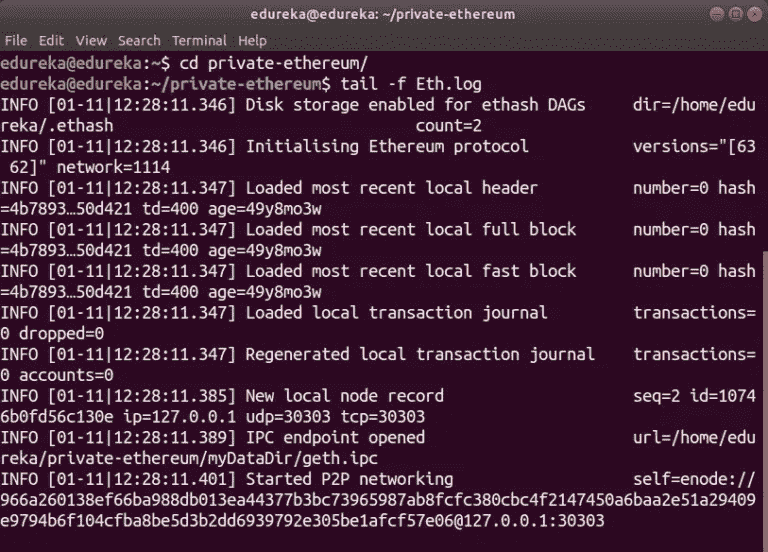 edureka@edureka: ~/private-ethereum
File Edit View Search Terminal Help
edureka@edureka:~$ cd private-ethereum/
edureka@edureka:~/private-ethereum$ tail -f Eth.log
INFO [01-11|12:28:11.346] Disk storage enabled for ethash DAGs     dir=/home/edu
reka/.ethash                                count=2
INFO [01-11|12:28:11.346] Initialising Ethereum protocol           versions="[63
 62]" network=1114
INFO [01-11|12:28:11.347] Loaded most recent local header          number=0 hash
=4b7893…50d421 td=400 age=49y8mo3w
INFO [01-11|12:28:11.347] Loaded most recent local full block      number=0 hash
=4b7893…50d421 td=400 age=49y8mo3w
INFO [01-11|12:28:11.347] Loaded most recent local fast block      number=0 hash
=4b7893…50d421 td=400 age=49y8mo3w
INFO [01-11|12:28:11.347] Loaded local transaction journal         transactions=
0 dropped=0
INFO [01-11|12:28:11.347] Regenerated local transaction journal    transactions=
0 accounts=0
INFO [01-11|12:28:11.385] New local node record                    seq=2 id=1074
6b0fd56c130e ip=127.0.0.1 udp=30303 tcp=30303
INFO [01-11|12:28:11.389] IPC endpoint opened                      url=/home/edu
reka/private-ethereum/myDataDir/geth.ipc
INFO [01-11|12:28:11.401] Started P2P networking                   self=enode://
966a260138ef66ba988db013ea44377b3bc73965987ab8fcfc380cbc4f2147450a6baa2e51a29409
e9794b6f104cfba8be5d3b2dd6939792e305be1afcf57e06@127.0.0.1:30303